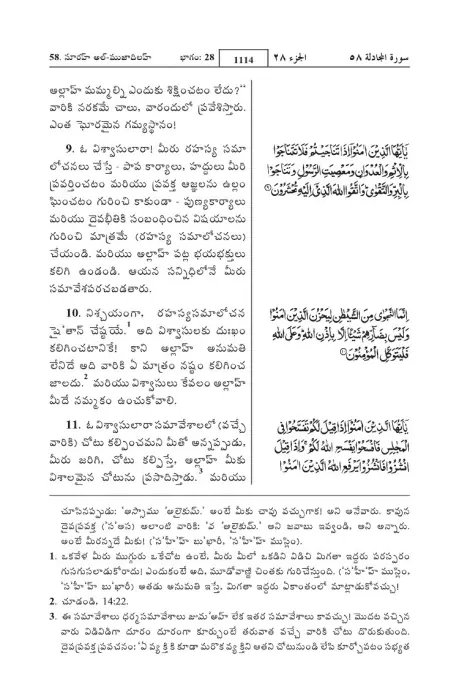 58. సూరహ్ అల్-ముజాదిలహ్ భాగం: 28 1114 الجزء ٢٨ سورة المجادلة ٥٨
అల్లాహ్ మమ్మల్ని ఎందుకు శిక్షించటం లేదు?"
వారికి నరకమే చాలు, వారందులో ప్రవేశిస్తారు.
ఎంత ఘోరమైన గమ్యస్థానం!
9. ఓ విశ్వాసులారా! మీరు రహస్య సమా
లోచనలు చేస్తే - పాప కార్యాలు, హద్దులు మీరి
ప్రవర్తించటం మరియు ప్రవక్త ఆజ్ఞలను ఉల్లం
ఘించటం గురించి కాకుండా - పుణ్యకార్యాలు
మరియు దైవభీతికి సంబంధించిన విషయాలను
గురించి మాత్రమే (రహస్య సమాలోచనలు)
చేయండి. మరియు అల్లాహ్ పట్ల భయభక్తులు
కలిగి ఉండండి. ఆయన సన్నిధిలోనే మీరు
సమావేశపరచబడతారు.
يَٰٓأَيُّهَا ٱلَّذِينَ ءَامَنُوٓا۟ إِذَا تَنَٰجَيْتُمْ فَلَا تَتَنَٰجَوْا۟
بِٱلْإِثْمِ وَٱلْعُدْوَٰنِ وَمَعْصِيَتِ ٱلرَّسُولِ وَتَنَٰجَوْا۟
بِٱلْبِرِّ وَٱلتَّقْوَىٰ وَٱتَّقُوا۟ ٱللَّهَ ٱلَّذِىٓ إِلَيْهِ تُحْشَرُونَ ٩
10. నిశ్చయంగా, రహస్యసమాలోచన
షై'తాన్ చేష్టయే.1 అది విశ్వాసులకు దుఃఖం
కలిగించటానికే! కాని అల్లాహ్ అనుమతి
లేనిదే అది వారికి ఏ మాత్రం నష్టం కలిగించ
జాలదు.2 మరియు విశ్వాసులు కేవలం అల్లాహ్
మీదే నమ్మకం ఉంచుకోవాలి.
إِنَّمَا ٱلنَّجْوَىٰ مِنَ ٱلشَّيْطَٰنِ لِيَحْزُنَ ٱلَّذِينَ ءَامَنُوا۟
وَلَيْسَ بِضَآرِّهِمْ شَيْـًٔا إِلَّا بِإِذْنِ ٱللَّهِ وَعَلَى ٱللَّهِ
فَلْيَتَوَكَّلِ ٱلْمُؤْمِنُونَ ١٠
11. ఓ విశ్వాసులారా సమావేశాలలో (వచ్చే
వారికి) చోటు కల్పించమని మీతో అన్నప్పుడు,
మీరు జరిగి, చోటు కల్పిస్తే, అల్లాహ్ మీకు
విశాలమైన చోటును ప్రసాదిస్తాడు.3 మరియు
يَٰٓأَيُّهَا ٱلَّذِينَ ءَامَنُوٓا۟ إِذَا قِيلَ لَكُمْ تَفَسَّحُوا۟ فِى
ٱلْمَجَٰلِسِ فَٱفْسَحُوا۟ يَفْسَحِ ٱللَّهُ لَكُمْ وَإِذَا قِيلَ
ٱنشُزُوا۟ فَٱنشُزُوا۟ يَرْفَعِ ٱللَّهُ ٱلَّذِينَ ءَامَنُوا۟
చూసినప్పుడు: 'అస్సాము 'అలైకుమ్.' అంటే మీకు చావు వచ్చుగాక! అని అనేవారు. కావున
దైవప్రవక్త ('స'అస) అలాంటి వారికి: 'వ 'అలైకుమ్.' అని జవాబు ఇవ్వండి, అని అన్నారు.
అంటే మీరన్నదే మీకు! ('స'హీ'హ్ బు'ఖారీ, 'స'హీ'హ్ ముస్లిం).
1. ఒకవేళ మీరు ముగ్గురు ఒకేచోట ఉంటే, మీరు మీలో ఒకడిని విడిచి మిగతా ఇద్దరు పరస్పరం
గుసగుసలాడుకోరాదు! ఎందుకంటే అది, మూడోవాణ్ణి చింతకు గురిచేస్తుంది. ('స'హీ'హ్ ముస్లిం,
'స'హీ'హ్ బు'ఖారీ) అతడు అనుమతి ఇస్తే, మిగతా ఇద్దరు ఏకాంతంలో మాట్లాడుకోవచ్చు!
2. చూడండి, 14:22.
3. ఈ సమావేశాలు ధర్మసమావేశాలు జుమ'అహ్ లేక ఇతర సమావేశాలు కావచ్చు! మొదట వచ్చిన
వారు విడివిడిగా దూరం దూరంగా కూర్చుంటే తరువాత వచ్చే వారికి చోటు దొరుకుతుంది.
దైవప్రవక్త ప్రవచనం: 'ఏ వ్యక్తికి కూడా మరొక వ్యక్తిని అతని చోటునుండి లేపి కూర్చోవటం సభ్యత